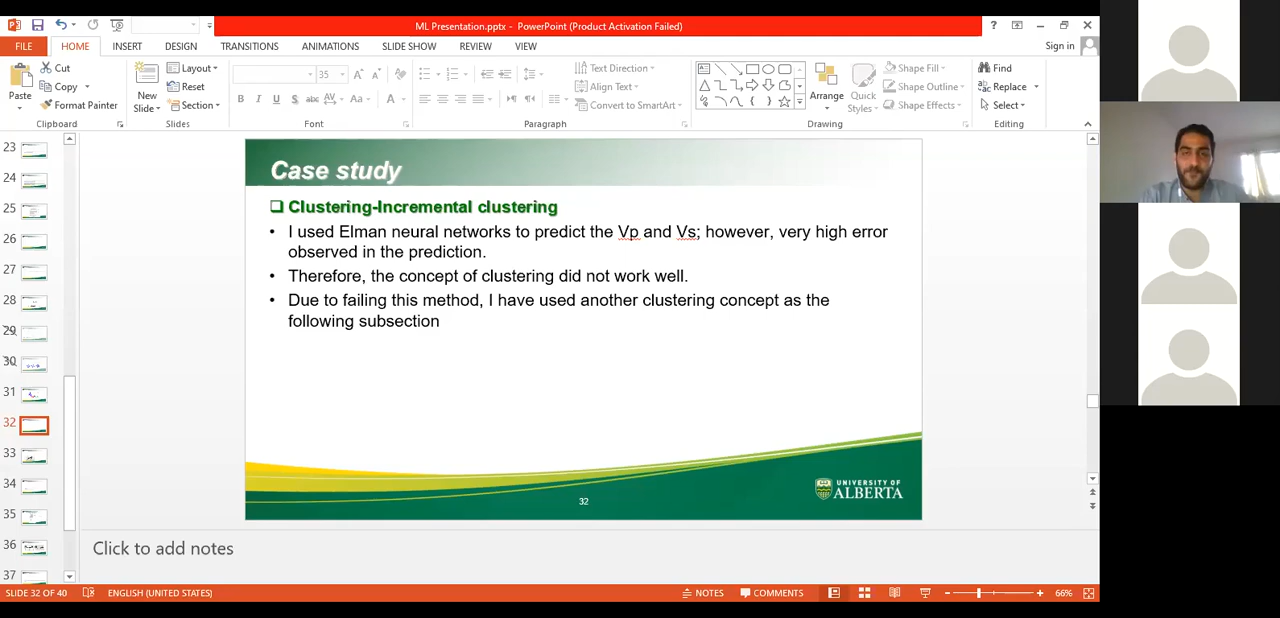 ML Presentation.pptx - PowerPoint (Product Activation Failed)
?
FILE HOME INSERT DESIGN TRANSITIONS ANIMATIONS SLIDE SHOW REVIEW VIEW Sign in
Paste
Cut
Copy
Format Painter
Clipboard
New Slide
Layout
Reset
Section
Slides
35
B I U S abc AV Aa A
Font
Text Direction
Align Text
Convert to SmartArt
Paragraph
Arrange
Quick Styles
Shape Fill
Shape Outline
Shape Effects
Drawing
Find
Replace
Select
Editing
23
24
25
26
27
28
29
30
31
32
33
34
35
36
37
Case study
Clustering-Incremental clustering
• I used Elman neural networks to predict the Vp and Vs; however, very high error
observed in the prediction.
• Therefore, the concept of clustering did not work well.
• Due to failing this method, I have used another clustering concept as the
following subsection
32
UNIVERSITY OF
ALBERTA
Click to add notes
SLIDE 32 OF 40 ENGLISH (UNITED STATES) NOTES COMMENTS 66%